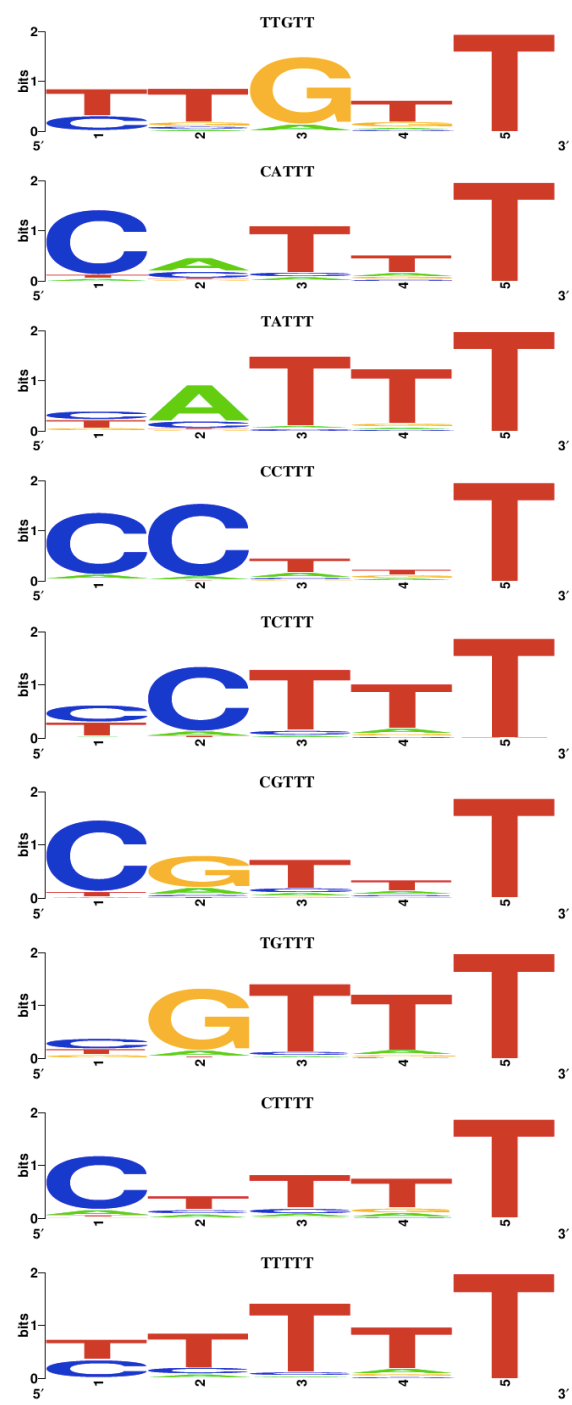 TTGTT
2
bits
1
T T G T T
C
0
1 2 3 4 5
5′ 3′
CATTT
2
bits
1
C A T T T
0
1 2 3 4 5
5′ 3′
TATTT
2
bits
1
C A T T T
T C
0
1 2 3 4 5
5′ 3′
CCTTT
2
bits
1
C C T T T
0
1 2 3 4 5
5′ 3′
TCTTT
2
bits
1
C C T T T
T
0
1 2 3 4 5
5′ 3′
CGTTT
2
bits
1
C G T T T
T A
0
1 2 3 4 5
5′ 3′
TGTTT
2
bits
1
C G T T T
T A
0
1 2 3 4 5
5′ 3′
CTTTT
2
bits
1
C T T T T
0
1 2 3 4 5
5′ 3′
TTTTT
2
bits
1
T T T T T
C C
0
1 2 3 4 5
5′ 3′